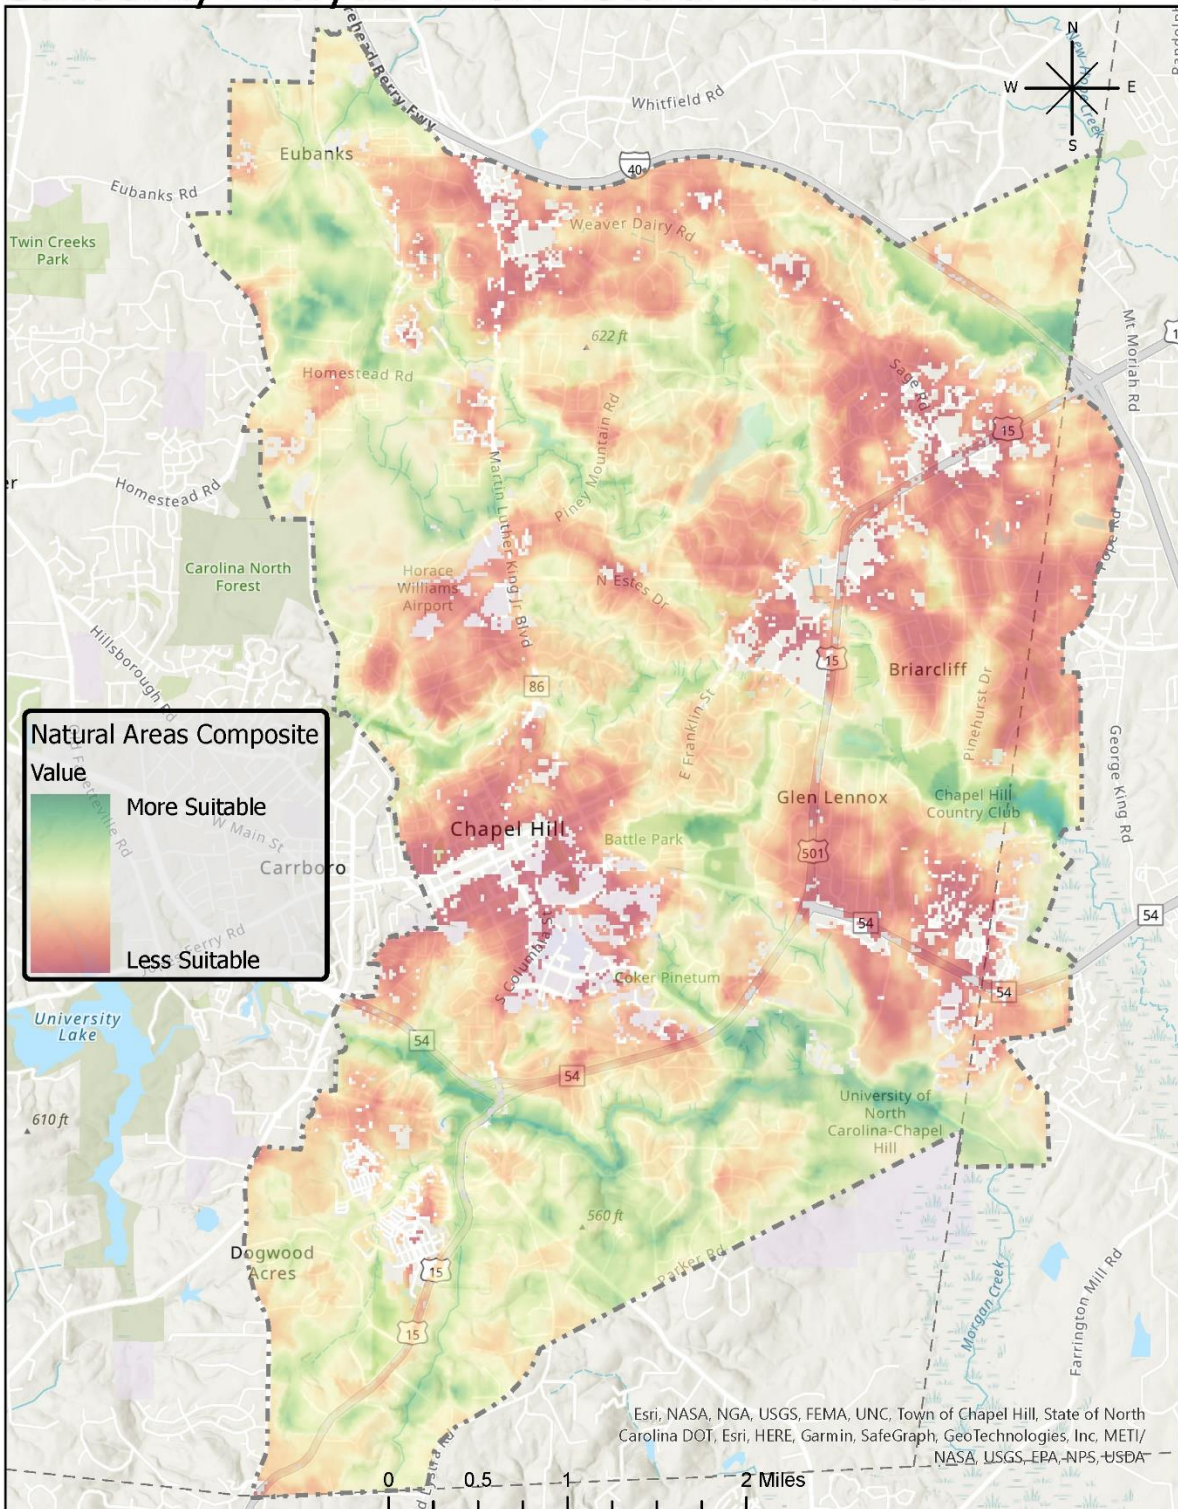 N
W
E
S
New Hope Creek
Whitfield Rd
Eubanks
40
Eubanks Rd
Weaver Dairy Rd
Twin Creeks
Park
622 ft
Mt Moriah Rd
Homestead Rd
Sage Rd
15
Homestead Rd
Martin Luther King Jr Blvd
Piney Mountain Rd
Carolina North
Forest
Horace
Williams
Airport
N Estes Dr
Hillsborough Rd
15
Briarcliff
86
Pinehurst Dr
E Franklin St
Natural Areas Composite
Value
More Suitable
Less Suitable
George King Rd
Glen Lennox
Chapel Hill
Country Club
W Main St
Chapel Hill
Battle Park
Carrboro
501
54
54
S Columbia St
Coker Pinetum
54
University
Lake
54
54
610 ft
University of
North
Carolina-Chapel
Hill
560 ft
Dogwood
Acres
15
Parker Rd
15
Morgan Creek
Farrington Mill Rd
Esri, NASA, NGA, USGS, FEMA, UNC, Town of Chapel Hill, State of North
Carolina DOT, Esri, HERE, Garmin, SafeGraph, GeoTechnologies, Inc, METI/
NASA, USGS, EPA, NPS, USDA
0 0.5 1 2 Miles